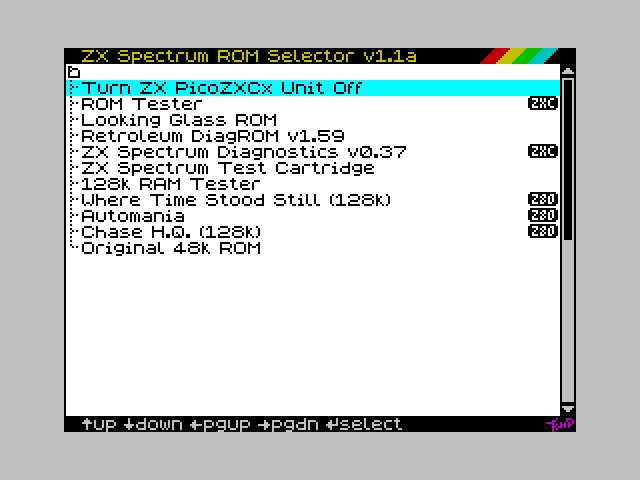 ZX Spectrum ROM Selector v1.1a
Turn ZX PicoZXCx Unit Off
ROM Tester ZXC
Looking Glass ROM
Retroleum DiagROM v1.59
ZX Spectrum Diagnostics v0.37 ZXC
ZX Spectrum Test Cartridge
128k RAM Tester
Where Time Stood Still (128k) Z80
Automania Z80
Chase H.Q. (128k) Z80
Original 48k ROM
↑up ↓down ←pgup →pgdn ↵select